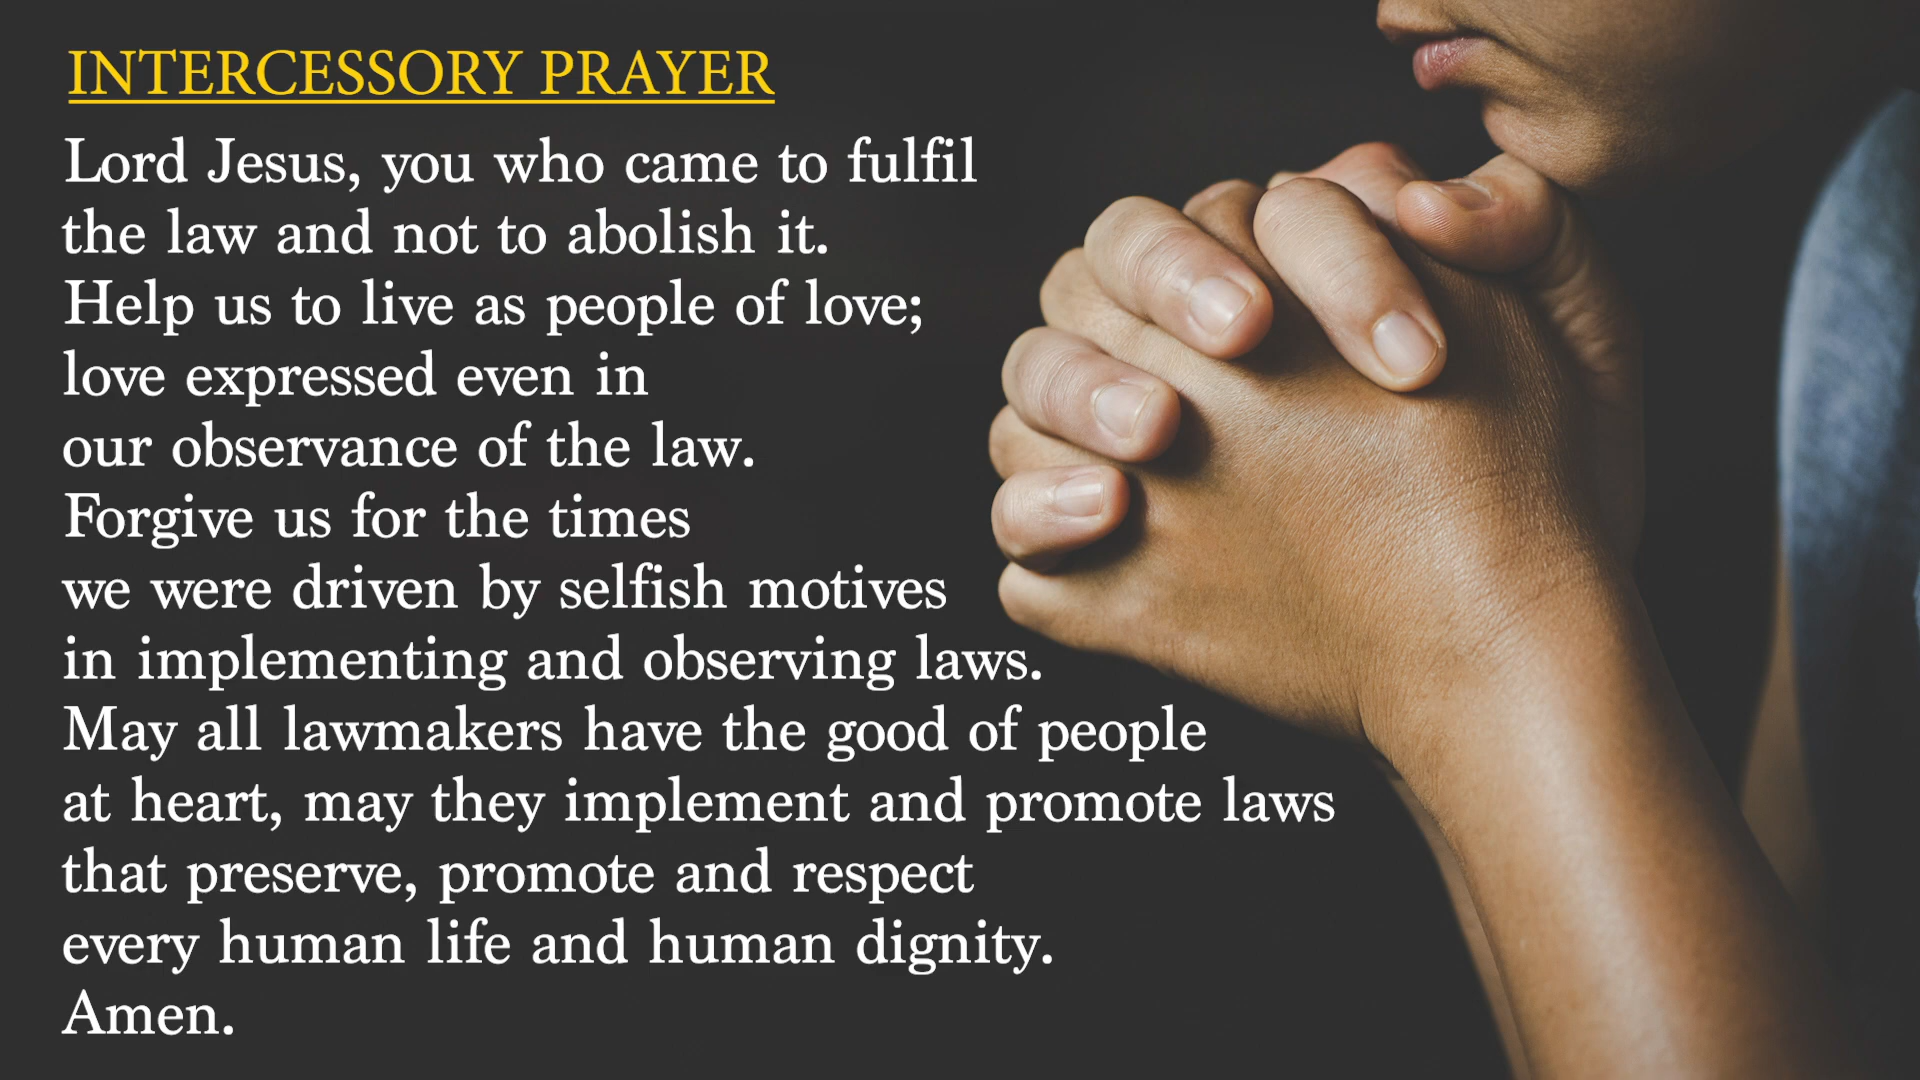 INTERCESSORY PRAYER
Lord Jesus, you who came to fulfil
the law and not to abolish it.
Help us to live as people of love;
love expressed even in
our observance of the law.
Forgive us for the times
we were driven by selfish motives
in implementing and observing laws.
May all lawmakers have the good of people
at heart, may they implement and promote laws
that preserve, promote and respect
every human life and human dignity.
Amen.